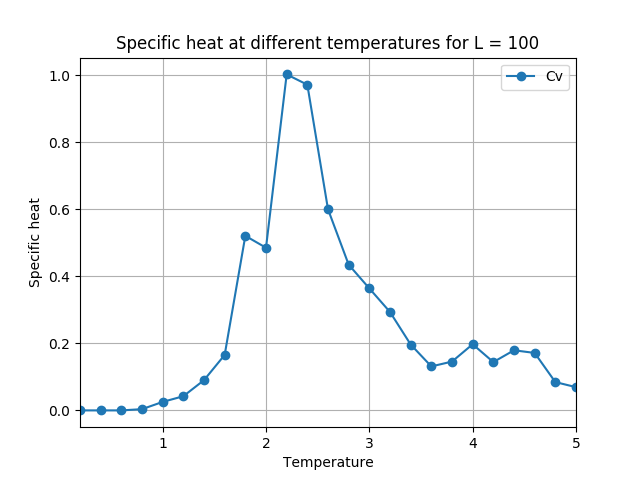 Specific heat at different temperatures for L = 100
Cv
1.0
0.8
0.6
0.4
0.2
0.0
Specific heat
1 2 3 4 5
Temperature